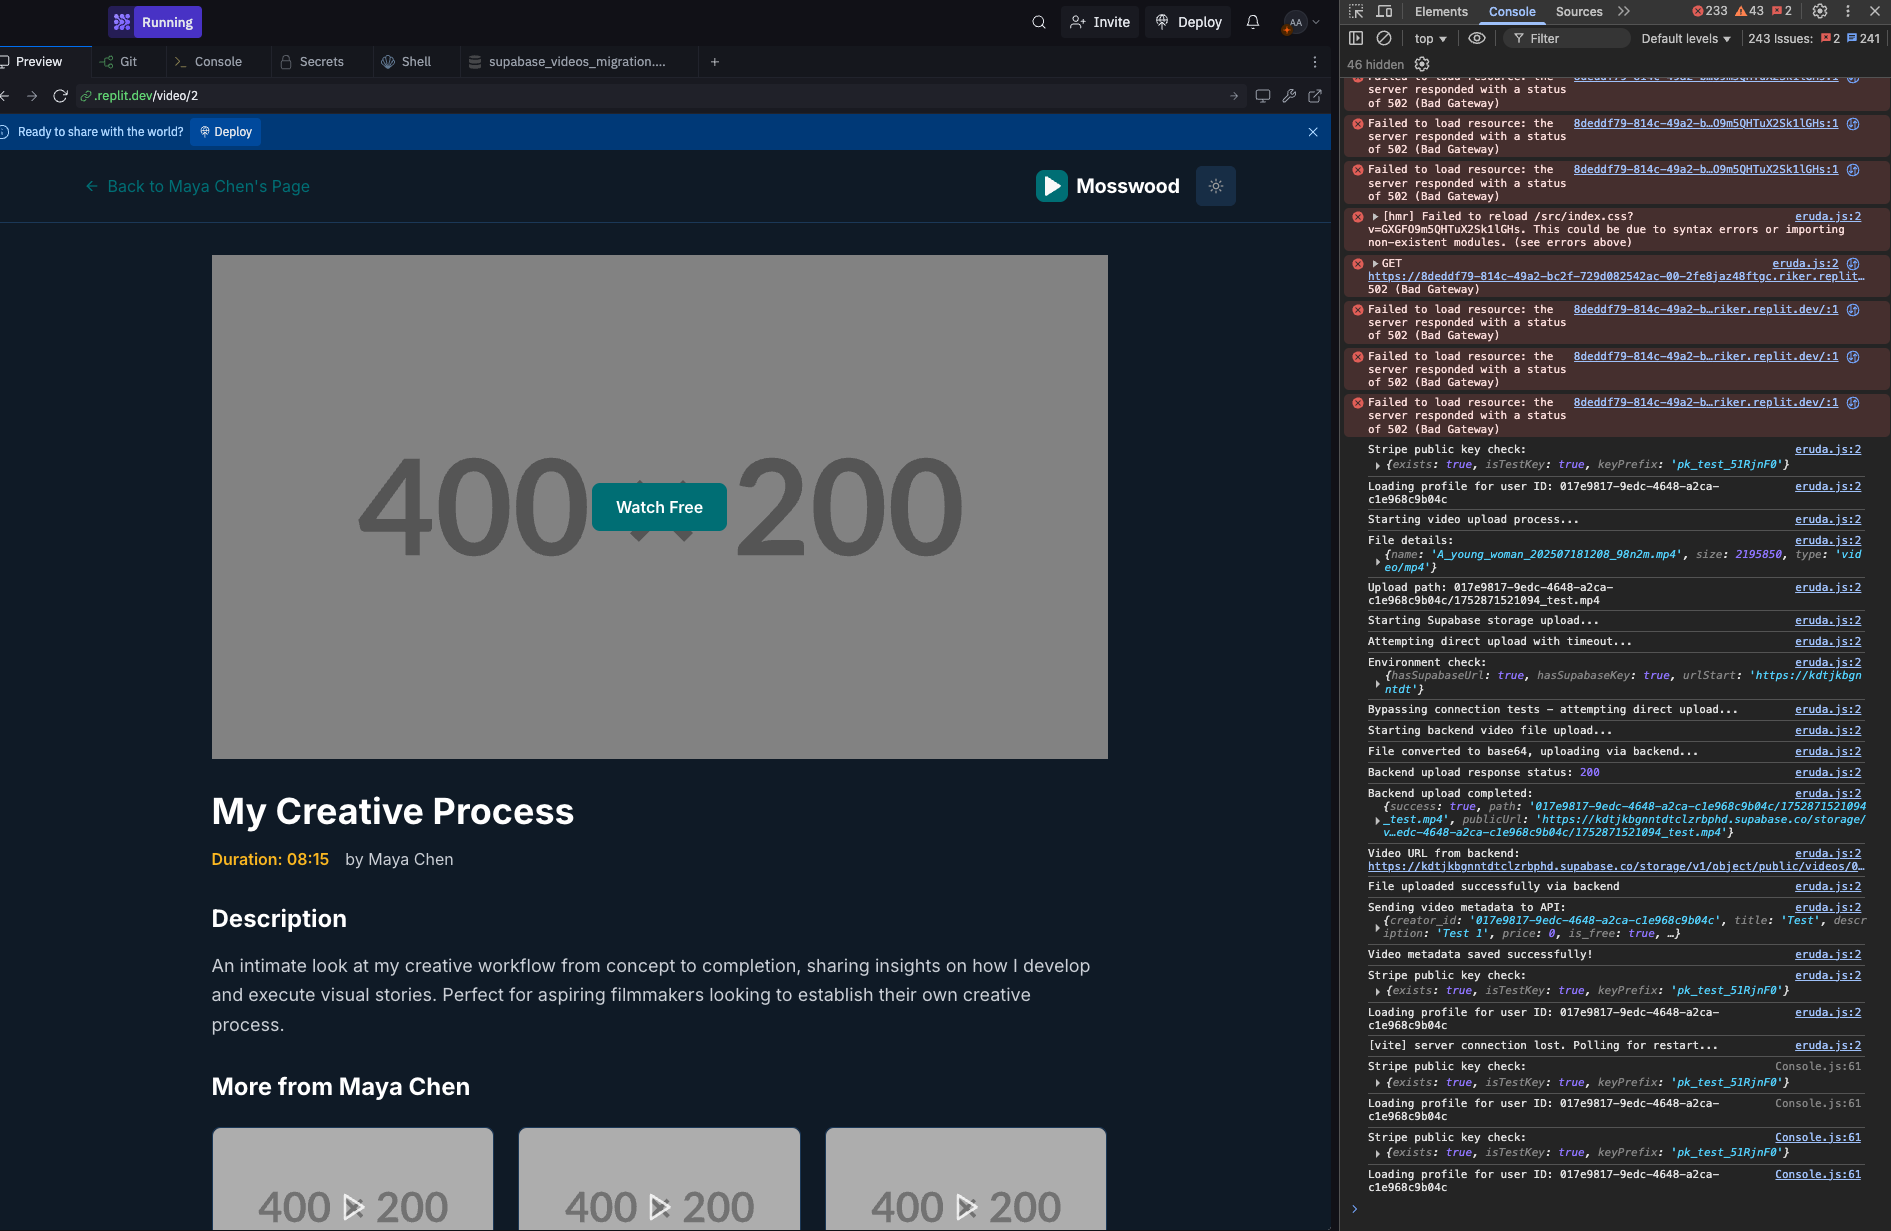 Running
Invite
Deploy
AA
Preview
Git
Console
Secrets
Shell
supabase_videos_migration....
.replit.dev/video/2
Ready to share with the world?
Deploy
Back to Maya Chen's Page
Mosswood
400 × 200
Watch Free
My Creative Process
Duration: 08:15 by Maya Chen
Description
An intimate look at my creative workflow from concept to completion, sharing insights on how I develop
and execute visual stories. Perfect for aspiring filmmakers looking to establish their own creative
process.
More from Maya Chen
400 × 200
400 × 200
400 × 200
Elements
Console
Sources
233
43
2
top
Filter
Default levels
243 Issues:
2
241
46 hidden
server responded with a status
of 502 (Bad Gateway)
Failed to load resource: the 8deddf79-814c-49a2-b…O9m5QHTuX2Sk1lGHs:1
server responded with a status
of 502 (Bad Gateway)
Failed to load resource: the 8deddf79-814c-49a2-b…O9m5QHTuX2Sk1lGHs:1
server responded with a status
of 502 (Bad Gateway)
[hmr] Failed to reload /src/index.css? eruda.js:2
v=GXGFO9m5QHTuX2Sk1lGHs. This could be due to syntax errors or importing
non-existent modules. (see errors above)
GET eruda.js:2
https://8deddf79-814c-49a2-bc2f-729d082542ac-00-2fe8jaz48ftgc.riker.replit…
502 (Bad Gateway)
Failed to load resource: the 8deddf79-814c-49a2-b…riker.replit.dev/:1
server responded with a status
of 502 (Bad Gateway)
Failed to load resource: the 8deddf79-814c-49a2-b…riker.replit.dev/:1
server responded with a status
of 502 (Bad Gateway)
Failed to load resource: the 8deddf79-814c-49a2-b…riker.replit.dev/:1
server responded with a status
of 502 (Bad Gateway)
Stripe public key check: eruda.js:2
{exists: true, isTestKey: true, keyPrefix: 'pk_test_51RjnF0'}
Loading profile for user ID: 017e9817-9edc-4648-a2ca- eruda.js:2
c1e968c9b04c
Starting video upload process... eruda.js:2
File details: eruda.js:2
{name: 'A_young_woman_202507181208_98n2m.mp4', size: 2195850, type: 'vid
eo/mp4'}
Upload path: 017e9817-9edc-4648-a2ca- eruda.js:2
c1e968c9b04c/1752871521094_test.mp4
Starting Supabase storage upload... eruda.js:2
Attempting direct upload with timeout... eruda.js:2
Environment check: eruda.js:2
{hasSupabaseUrl: true, hasSupabaseKey: true, urlStart: 'https://kdtjkbgn
ntdt'}
Bypassing connection tests – attempting direct upload... eruda.js:2
Starting backend video file upload... eruda.js:2
File converted to base64, uploading via backend... eruda.js:2
Backend upload response status: 200 eruda.js:2
Backend upload completed: eruda.js:2
{success: true, path: '017e9817-9edc-4648-a2ca-c1e968c9b04c/1752871521094
_test.mp4', publicUrl: 'https://kdtjkbgnntdtclzrbphd.supabase.co/storage/
v…edc-4648-a2ca-c1e968c9b04c/1752871521094_test.mp4'}
Video URL from backend: eruda.js:2
https://kdtjkbgnntdtclzrbphd.supabase.co/storage/v1/object/public/videos/0…
File uploaded successfully via backend eruda.js:2
Sending video metadata to API: eruda.js:2
{creator_id: '017e9817-9edc-4648-a2ca-c1e968c9b04c', title: 'Test', descr
iption: 'Test 1', price: 0, is_free: true, …}
Video metadata saved successfully! eruda.js:2
Stripe public key check: eruda.js:2
{exists: true, isTestKey: true, keyPrefix: 'pk_test_51RjnF0'}
Loading profile for user ID: 017e9817-9edc-4648-a2ca- eruda.js:2
c1e968c9b04c
[vite] server connection lost. Polling for restart... eruda.js:2
Stripe public key check: Console.js:61
{exists: true, isTestKey: true, keyPrefix: 'pk_test_51RjnF0'}
Loading profile for user ID: 017e9817-9edc-4648-a2ca- Console.js:61
c1e968c9b04c
Stripe public key check: Console.js:61
{exists: true, isTestKey: true, keyPrefix: 'pk_test_51RjnF0'}
Loading profile for user ID: 017e9817-9edc-4648-a2ca- Console.js:61
c1e968c9b04c